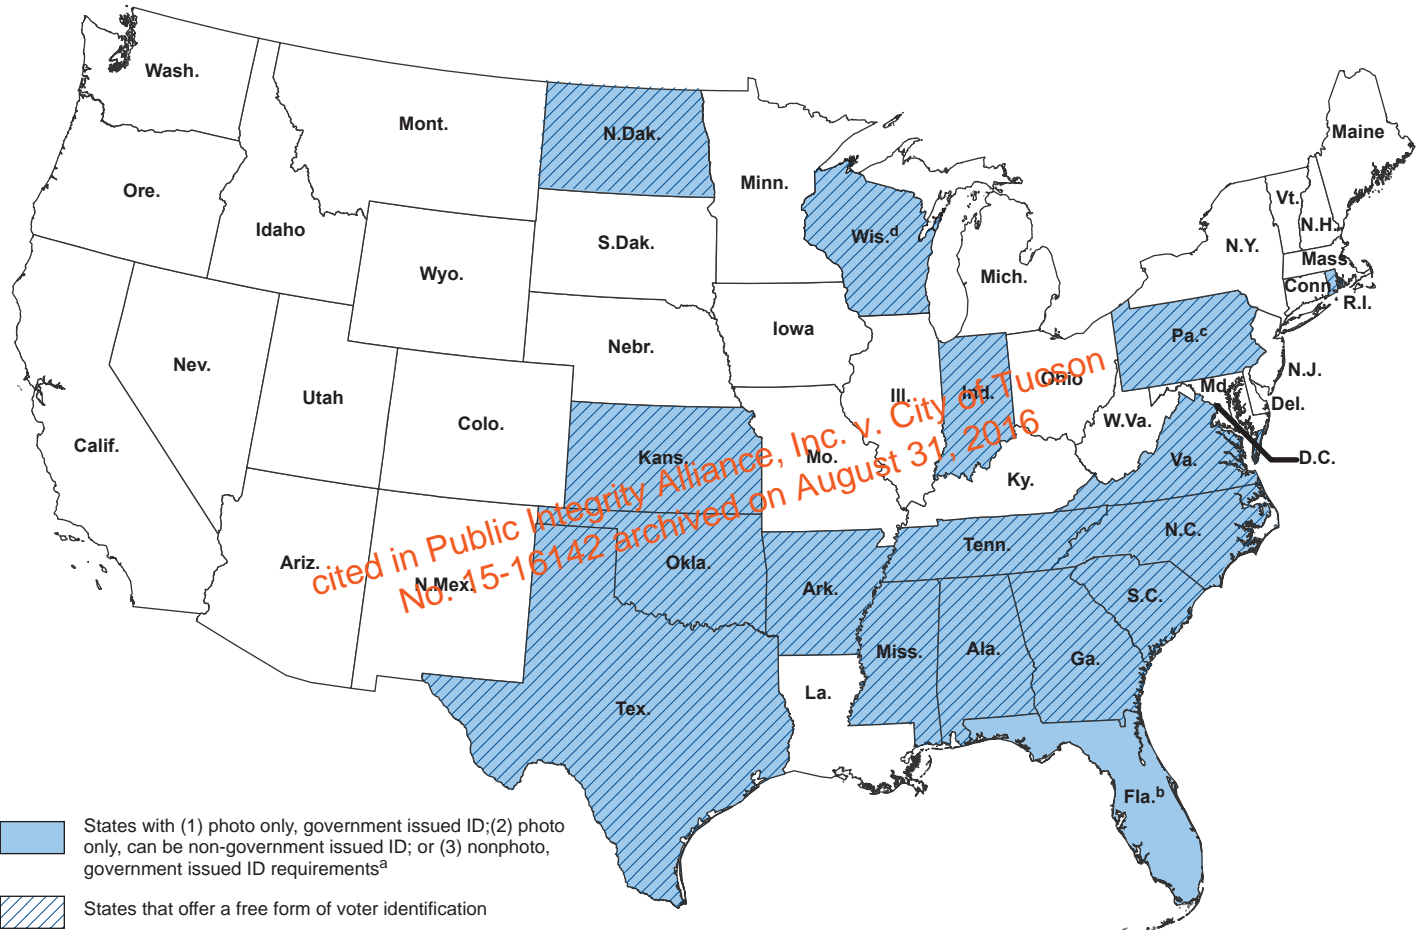 Wash.
Mont.
N.Dak.
Minn.
Maine
Ore.
Idaho
S.Dak.
Wis.d
Vt.
N.H.
N.Y.
Mass
Wyo.
Mich.
Conn.
R.I.
Iowa
Nebr.
Pa.c
Nev.
Utah
Ill.
Ind.
Ohio
N.J.
Md.
Del.
Colo.
W.Va.
Calif.
Kans.
Mo.
Va.
D.C.
Ky.
cited in Public Integrity Alliance, Inc. v. City of Tucson
No. 15-16142 archived on August 31, 2016
Ariz.
N.Mex.
Okla.
Tenn.
N.C.
Ark.
S.C.
Miss.
Ala.
Ga.
La.
Tex.
Fla.b
States with (1) photo only, government issued ID;(2) photo
only, can be non-government issued ID; or (3) nonphoto,
government issued ID requirementsa
States that offer a free form of voter identification